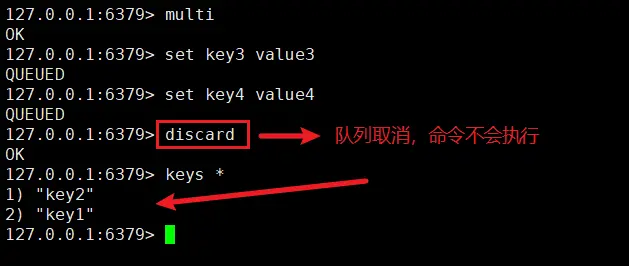 127.0.0.1:6379> multi
OK
127.0.0.1:6379> set key3 value3
QUEUED
127.0.0.1:6379> set key4 value4
QUEUED
127.0.0.1:6379> discard 队列取消，命令不会执行
OK
127.0.0.1:6379> keys *
1) "key2"
2) "key1"
127.0.0.1:6379>